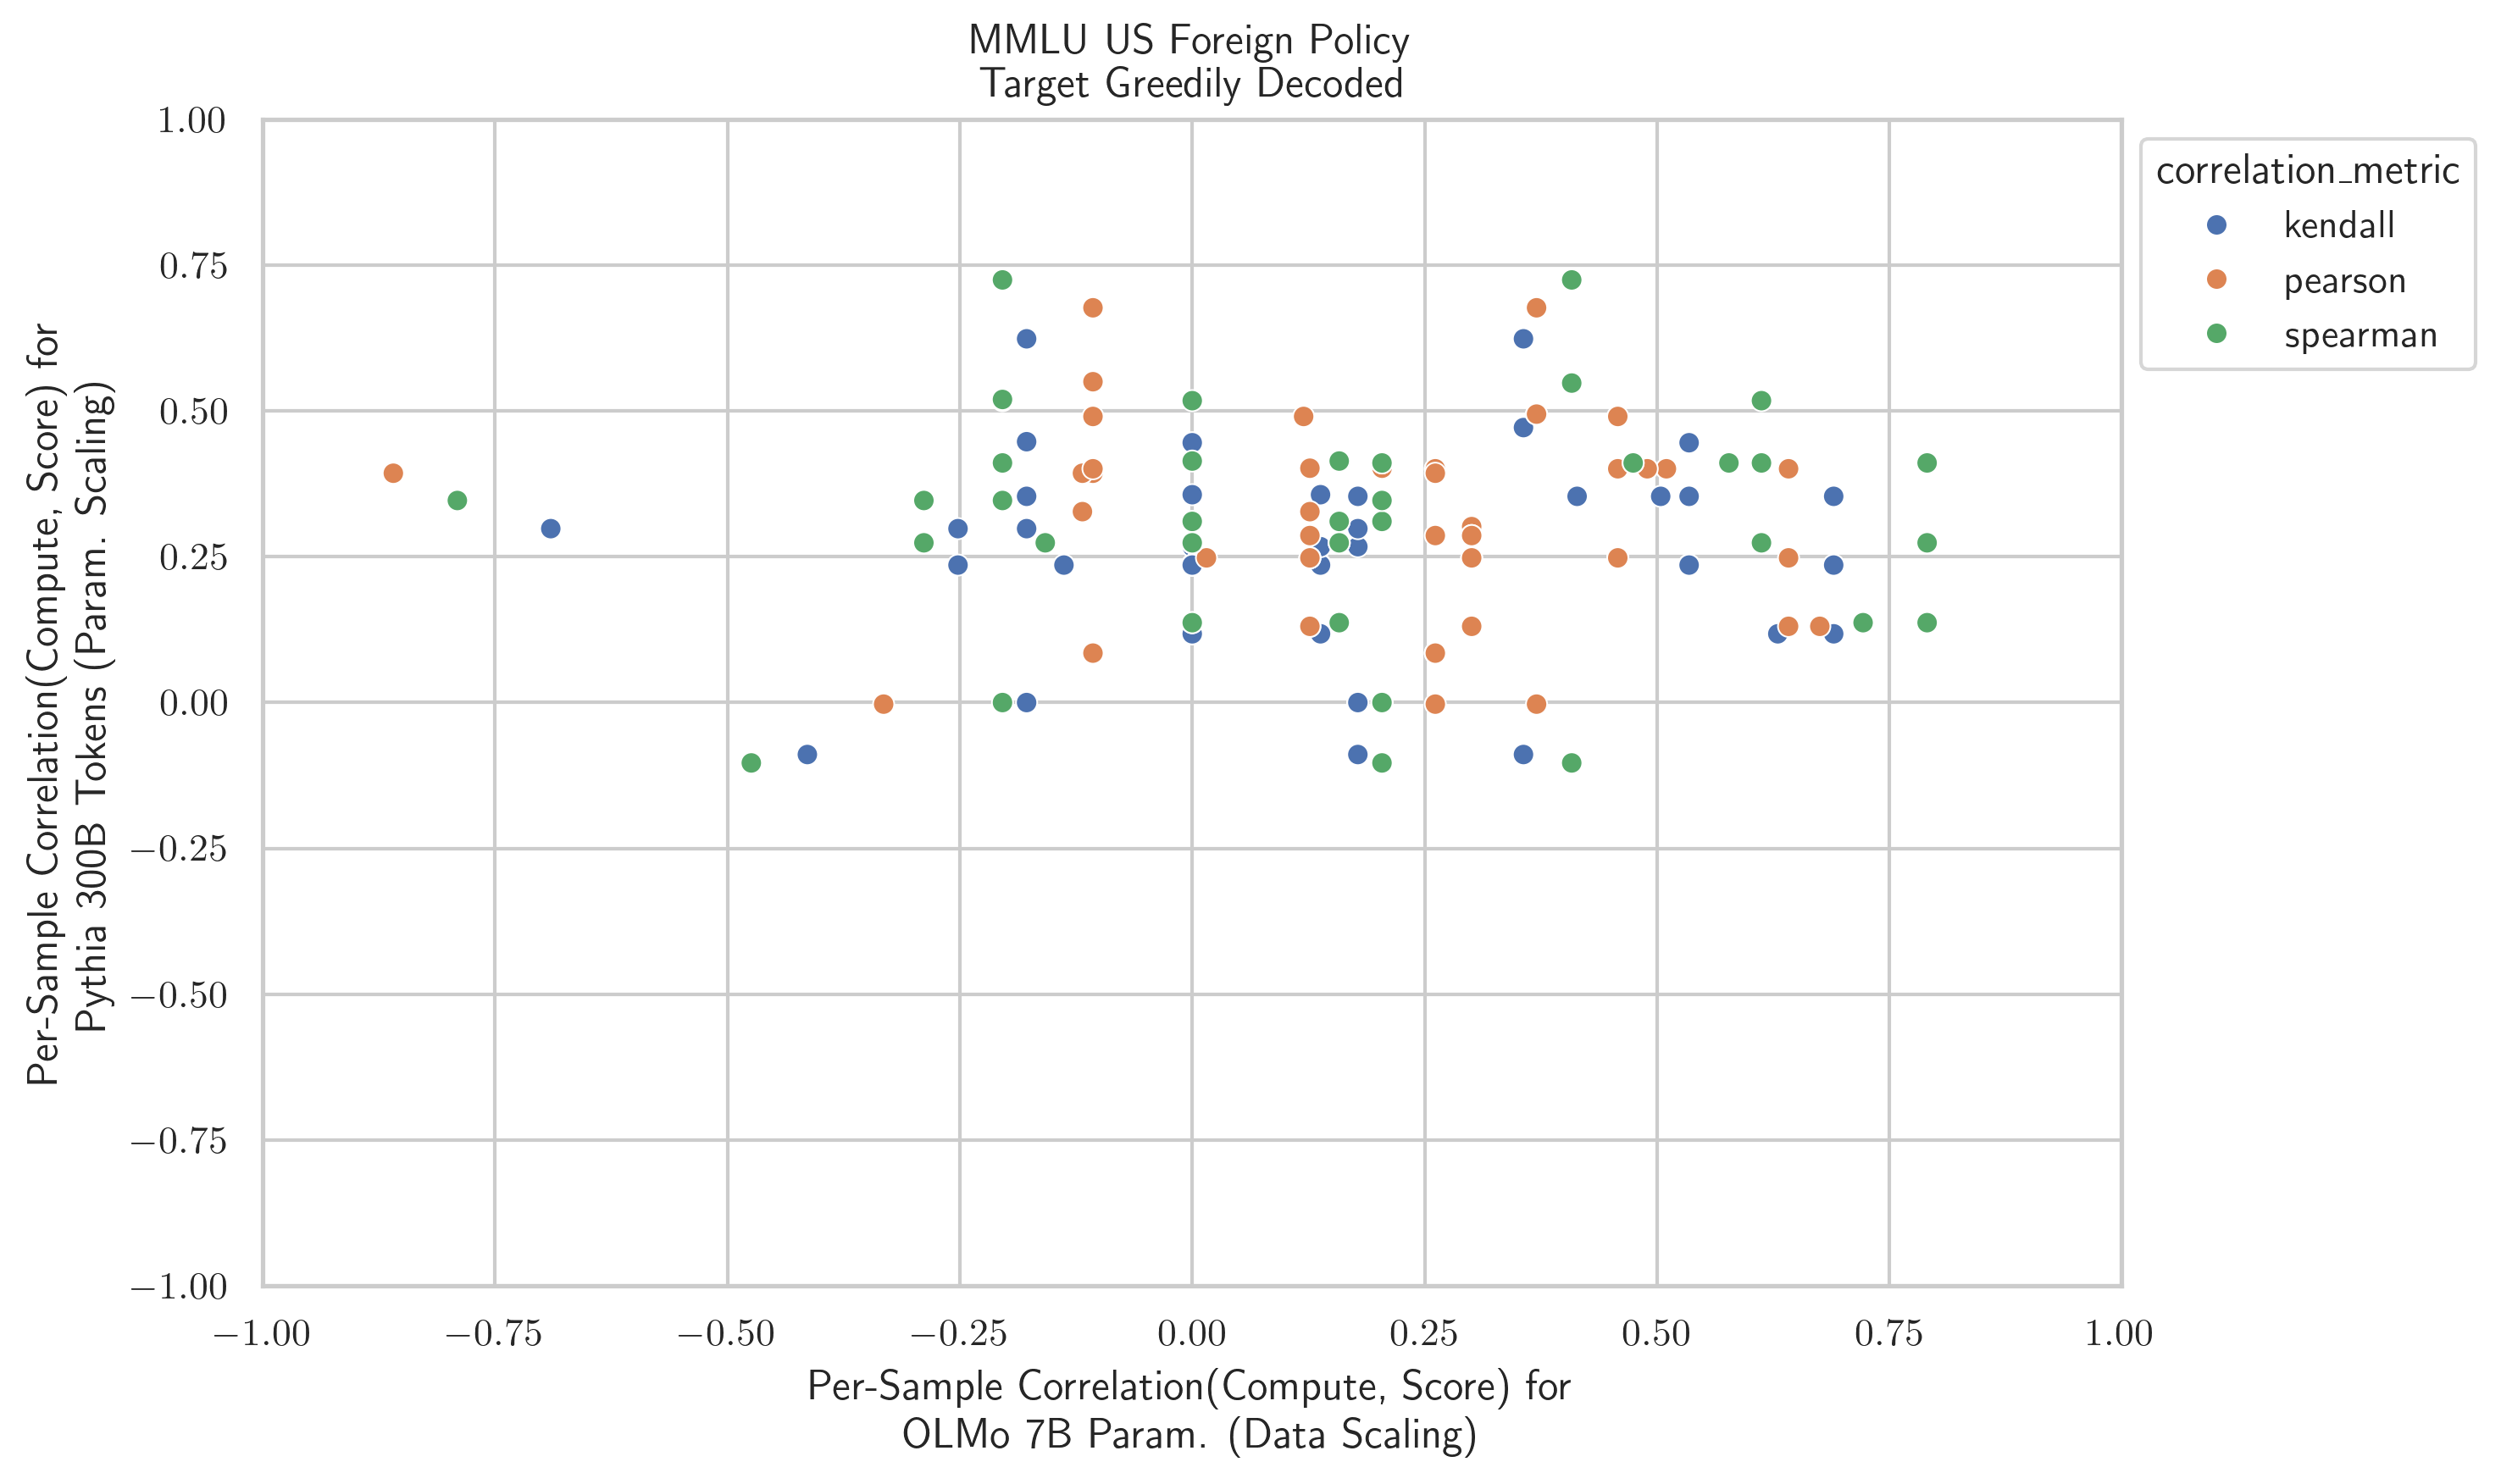 MMLU US Foreign Policy
Target Greedily Decoded
Per-Sample Correlation(Compute, Score) for
Pythia 300B Tokens (Param. Scaling)
1.00
0.75
0.50
0.25
0.00
−0.25
−0.50
−0.75
−1.00
−1.00 −0.75 −0.50 −0.25 0.00 0.25 0.50 0.75 1.00
Per-Sample Correlation(Compute, Score) for
OLMo 7B Param. (Data Scaling)
correlation_metric
kendall
pearson
spearman